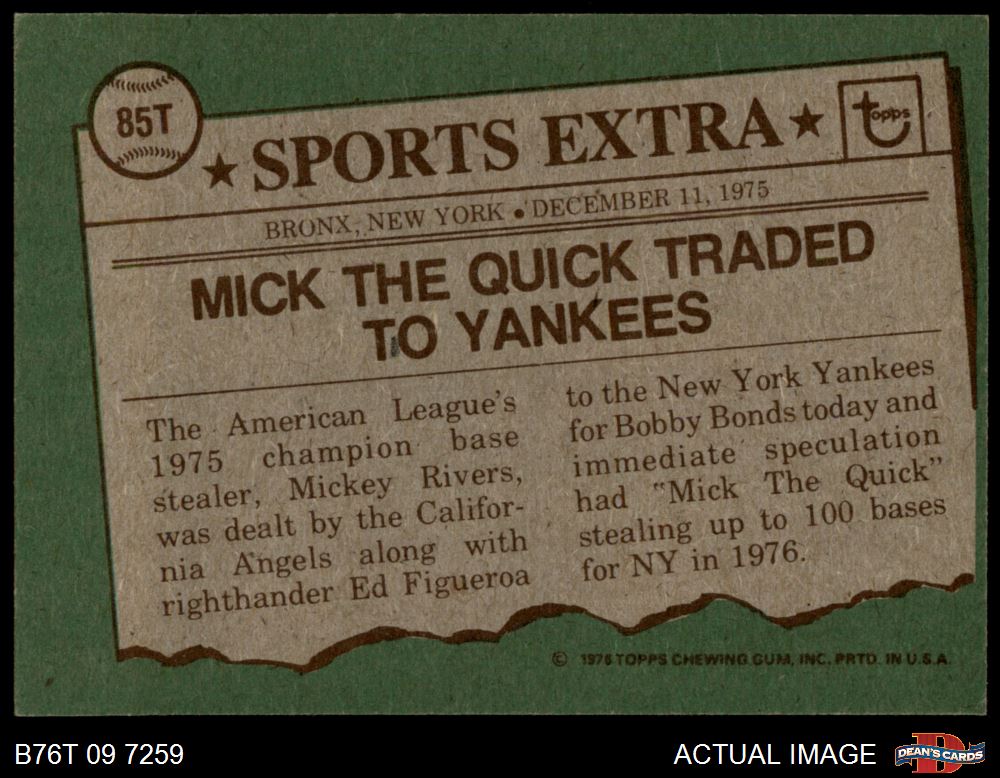 85T
★ SPORTS EXTRA ★
topps
BRONX, NEW YORK • DECEMBER 11, 1975
MICK THE QUICK TRADED
TO YANKEES
The American League's
1975 champion base
stealer, Mickey Rivers,
was dealt by the Califor-
nia Angels along with
righthander Ed Figueroa
to the New York Yankees
for Bobby Bonds today and
immediate speculation
had "Mick The Quick"
stealing up to 100 bases
for NY in 1976.
© 1976 TOPPS CHEWING GUM, INC. PRTD. IN U.S.A.
B76T 09 7259
ACTUAL IMAGE
DEAN'S CARDS